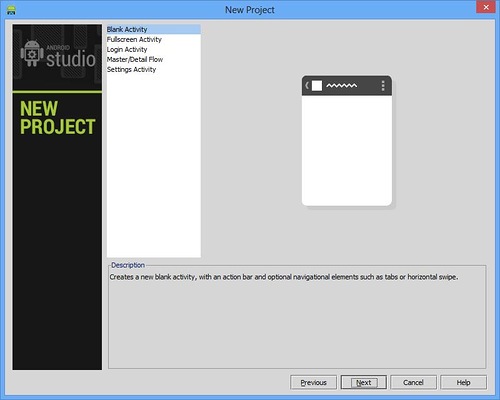 New Project
ANDROID
studio
NEW
PROJECT
Blank Activity
Fullscreen Activity
Login Activity
Master/Detail Flow
Settings Activity
Description
Creates a new blank activity, with an action bar and optional navigational elements such as tabs or horizontal swipe.
Previous
Next
Cancel
Help